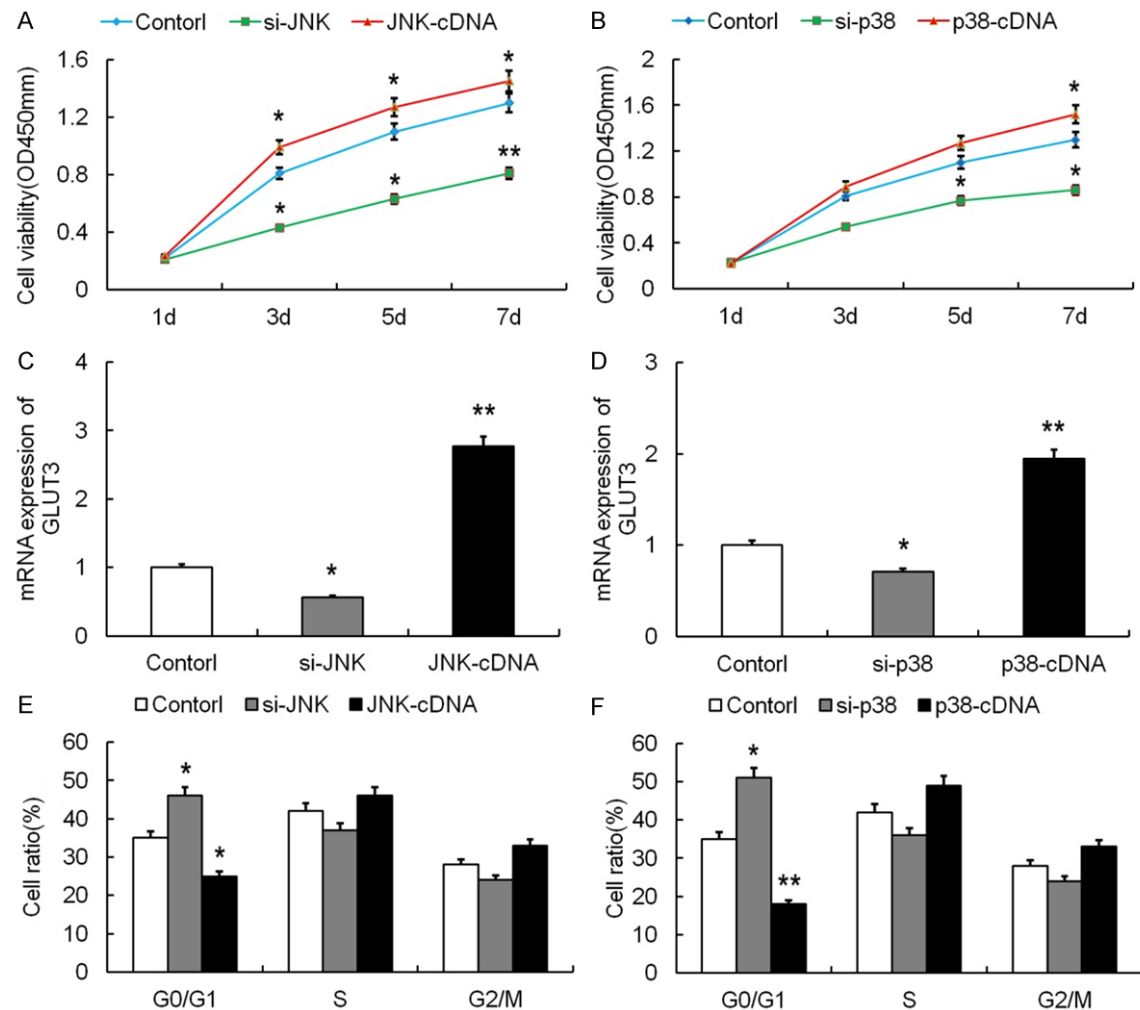 A
Contorl si-JNK JNK-cDNA
Cell viability(OD450mm)
1.6
1.2
0.8
0.4
0
* * * * * **
1d 3d 5d 7d
B
Contorl si-p38 p38-cDNA
Cell viability(OD450mm)
2
1.6
1.2
0.8
0.4
0
* * *
1d 3d 5d 7d
C
mRNA expression of
GLUT3
4
3
2
1
0
* **
Contorl si-JNK JNK-cDNA
D
mRNA expression of
GLUT3
3
2
1
0
* **
Contorl si-p38 p38-cDNA
E
Contorl si-JNK JNK-cDNA
Cell ratio(%)
60
50
40
30
20
10
0
* *
G0/G1 S G2/M
F
Contorl si-p38 p38-cDNA
Cell ratio(%)
60
50
40
30
20
10
0
* **
G0/G1 S G2/M